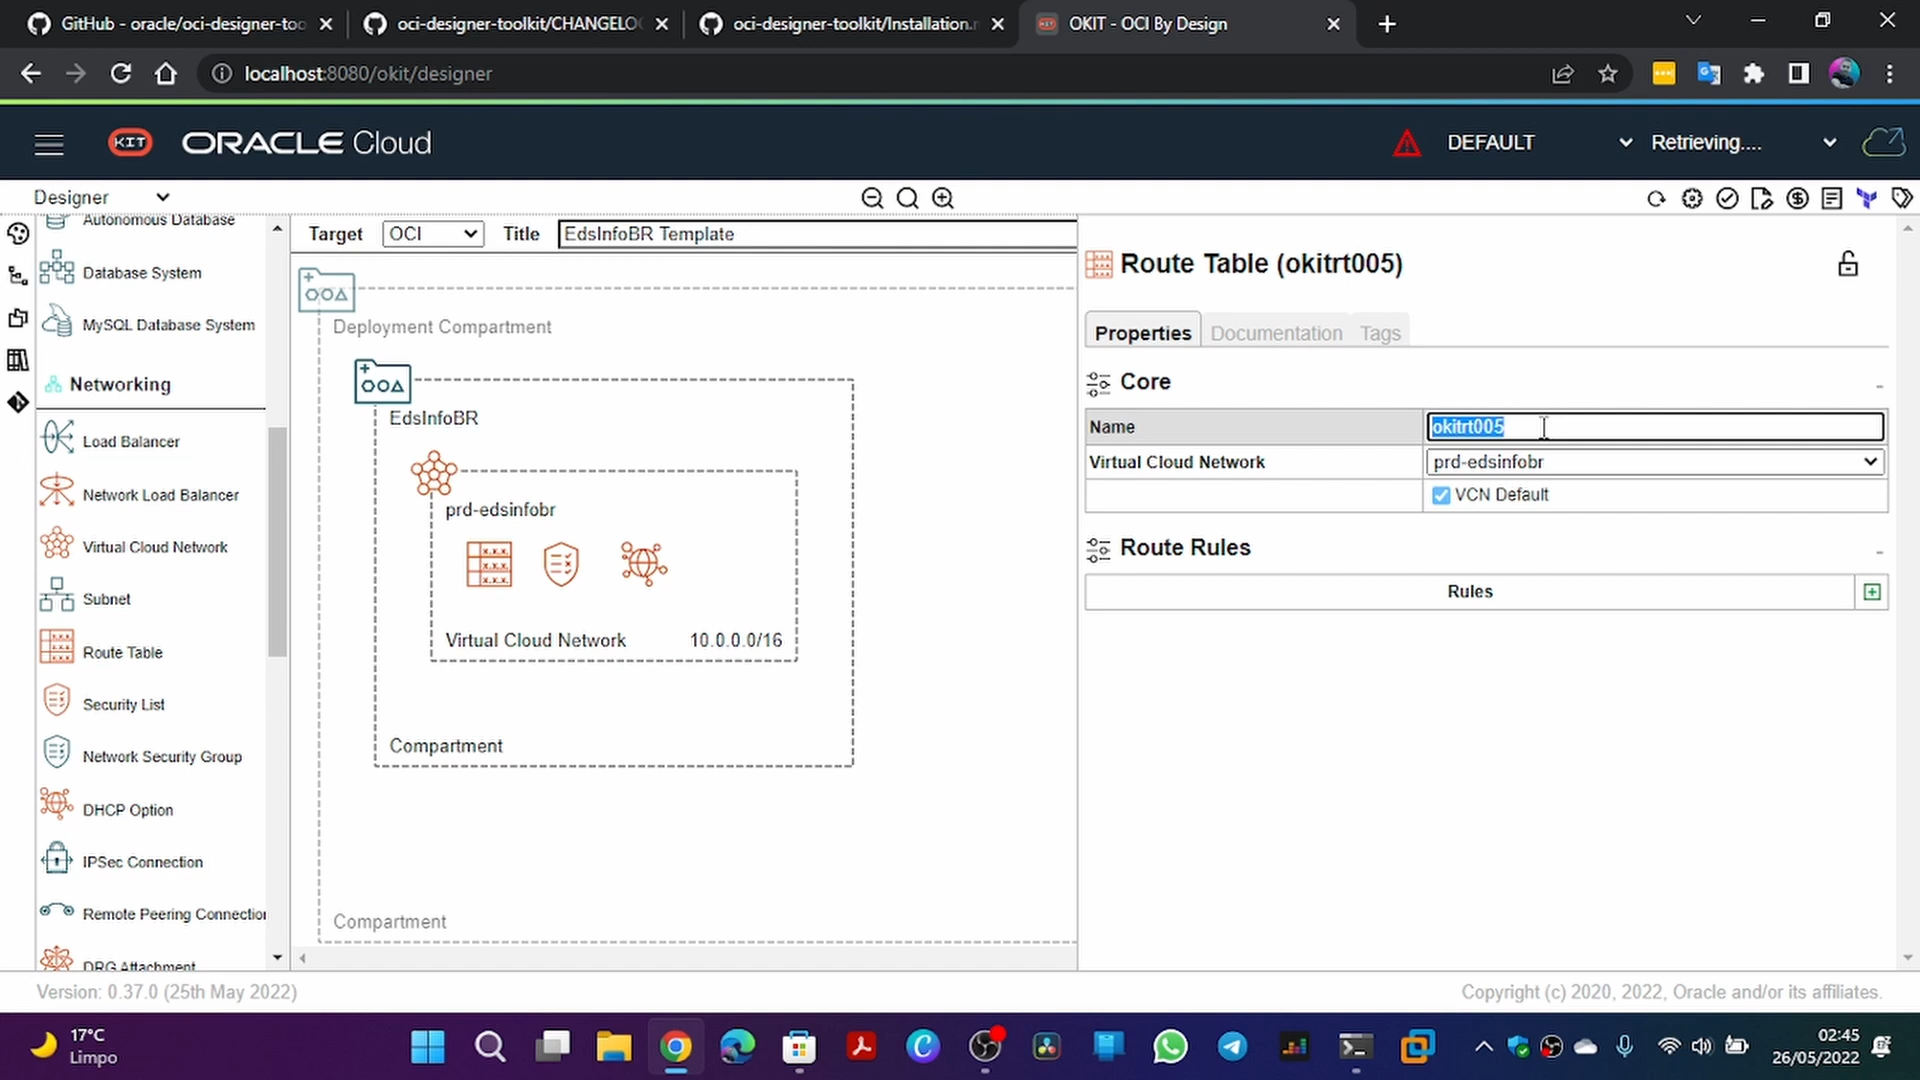 GitHub - oracle/oci-designer-too
oci-designer-toolkit/CHANGELO
oci-designer-toolkit/Installation.r
OKIT - OCI By Design
localhost:8080/okit/designer
KIT
ORACLE Cloud
DEFAULT
Retrieving....
Designer
Autonomous Database
Database System
MySQL Database System
Networking
Load Balancer
Network Load Balancer
Virtual Cloud Network
Subnet
Route Table
Security List
Network Security Group
DHCP Option
IPSec Connection
Remote Peering Connection
DRG Attachment
Target
OCI
Title
EdsInfoBR Template
Deployment Compartment
EdsInfoBR
prd-edsinfobr
Virtual Cloud Network
10.0.0.0/16
Compartment
Compartment
Route Table (okitrt005)
Properties
Documentation
Tags
Core
Name
okitrt005
Virtual Cloud Network
prd-edsinfobr
VCN Default
Route Rules
Rules
Version: 0.37.0 (25th May 2022)
Copyright (c) 2020, 2022, Oracle and/or its affiliates.
17°C
Limpo
02:45
26/05/2022